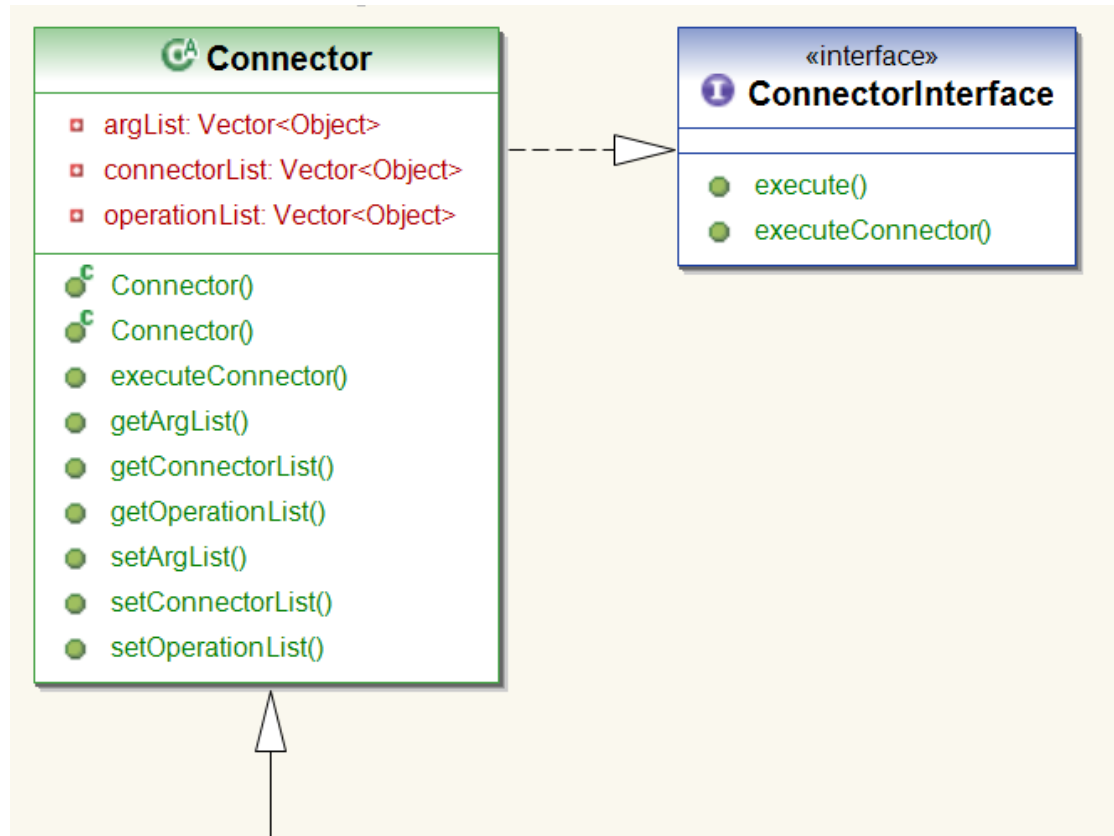 Connector
argList: Vector<Object>
connectorList: Vector<Object>
operationList: Vector<Object>
Connector()
Connector()
executeConnector()
getArgList()
getConnectorList()
getOperationList()
setArgList()
setConnectorList()
setOperationList()
«interface»
ConnectorInterface
execute()
executeConnector()